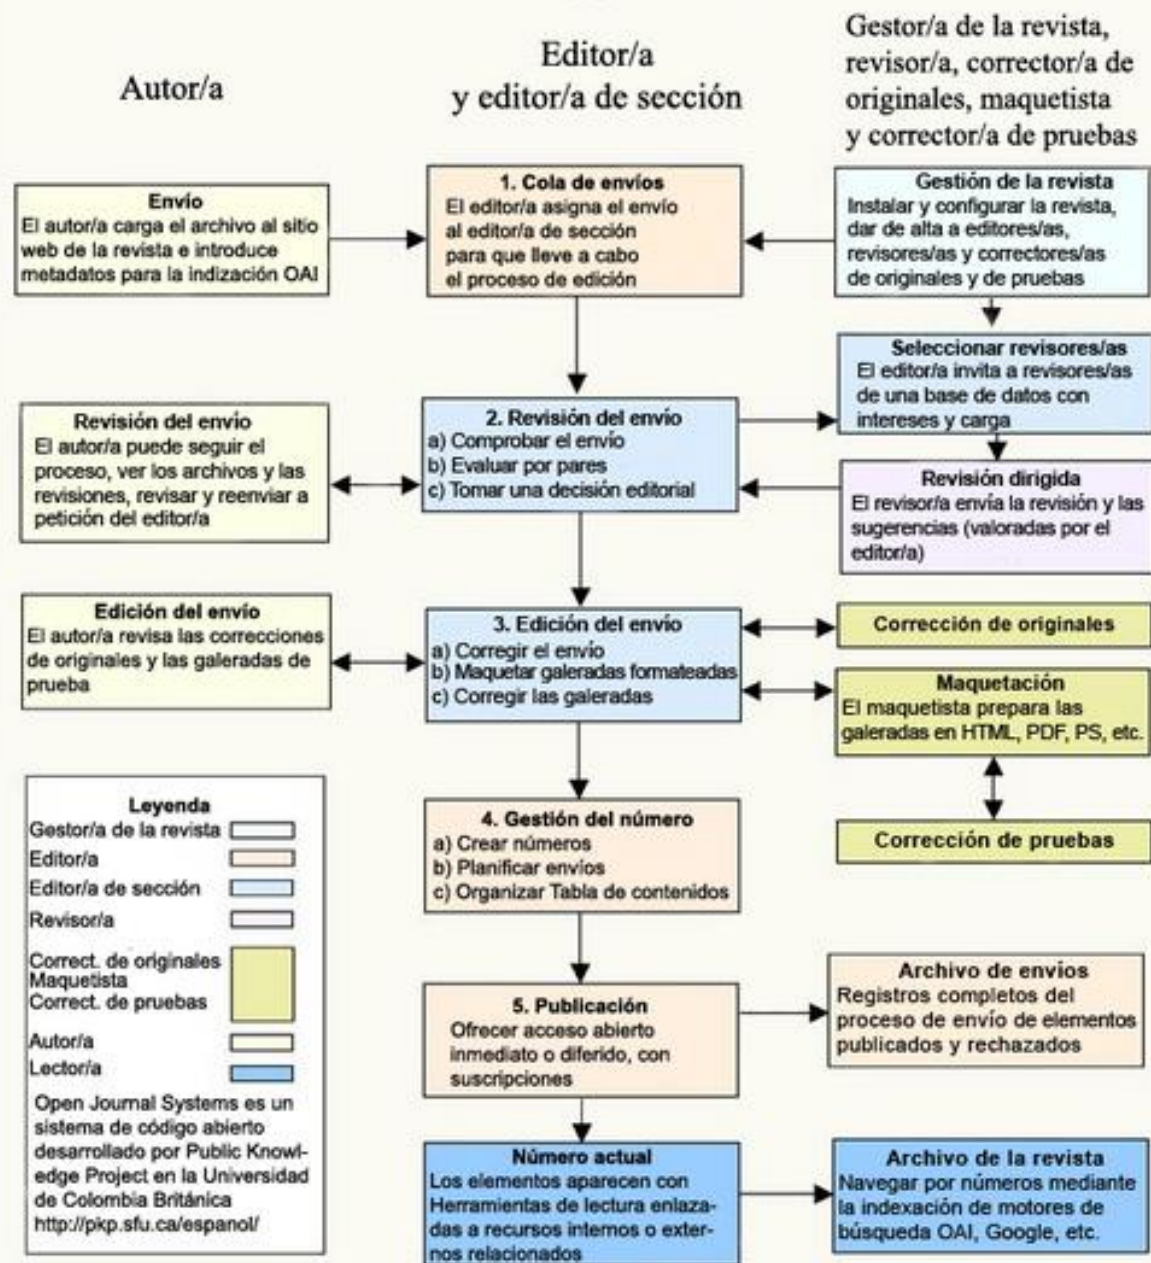 Autor/a
Editor/a
y editor/a de sección
Gestor/a de la revista,
revisor/a, corrector/a de
originales, maquetista
y corrector/a de pruebas
Envío
El autor/a carga el archivo al sitio
web de la revista e introduce
metadatos para la indización OAI
1. Cola de envíos
El editor/a asigna el envío
al editor/a de sección
para que lleve a cabo
el proceso de edición
Gestión de la revista
Instalar y configurar la revista,
dar de alta a editores/as,
revisores/as y correctores/as
de originales y de pruebas
Seleccionar revisores/as
El editor/a invita a revisores/as
de una base de datos con
intereses y carga
Revisión del envío
El autor/a puede seguir el
proceso, ver los archivos y las
revisiones, revisar y reenviar a
petición del editor/a
2. Revisión del envío
a) Comprobar el envío
b) Evaluar por pares
c) Tomar una decisión editorial
Revisión dirigida
El revisor/a envía la revisión y las
sugerencias (valoradas por el
editor/a)
Edición del envío
El autor/a revisa las correcciones
de originales y las galeradas de
prueba
3. Edición del envío
a) Corregir el envío
b) Maquetar galeradas formateadas
c) Corregir las galeradas
Corrección de originales
Maquetación
El maquetista prepara las
galeradas en HTML, PDF, PS, etc.
Corrección de pruebas
4. Gestión del número
a) Crear números
b) Planificar envíos
c) Organizar Tabla de contenidos
5. Publicación
Ofrecer acceso abierto
inmediato o diferido, con
suscripciones
Archivo de envíos
Registros completos del
proceso de envío de elementos
publicados y rechazados
Número actual
Los elementos aparecen con
Herramientas de lectura enlaza-
das a recursos internos o exter-
nos relacionados
Archivo de la revista
Navegar por números mediante
la indexación de motores de
búsqueda OAI, Google, etc.
Leyenda
Gestor/a de la revista
Editor/a
Editor/a de sección
Revisor/a
Correct. de originales
Maquetista
Correct. de pruebas
Autor/a
Lector/a
Open Journal Systems es un
sistema de código abierto
desarrollado por Public Knowl-
edge Project en la Universidad
de Colombia Británica
http://pkp.sfu.ca/espanol/